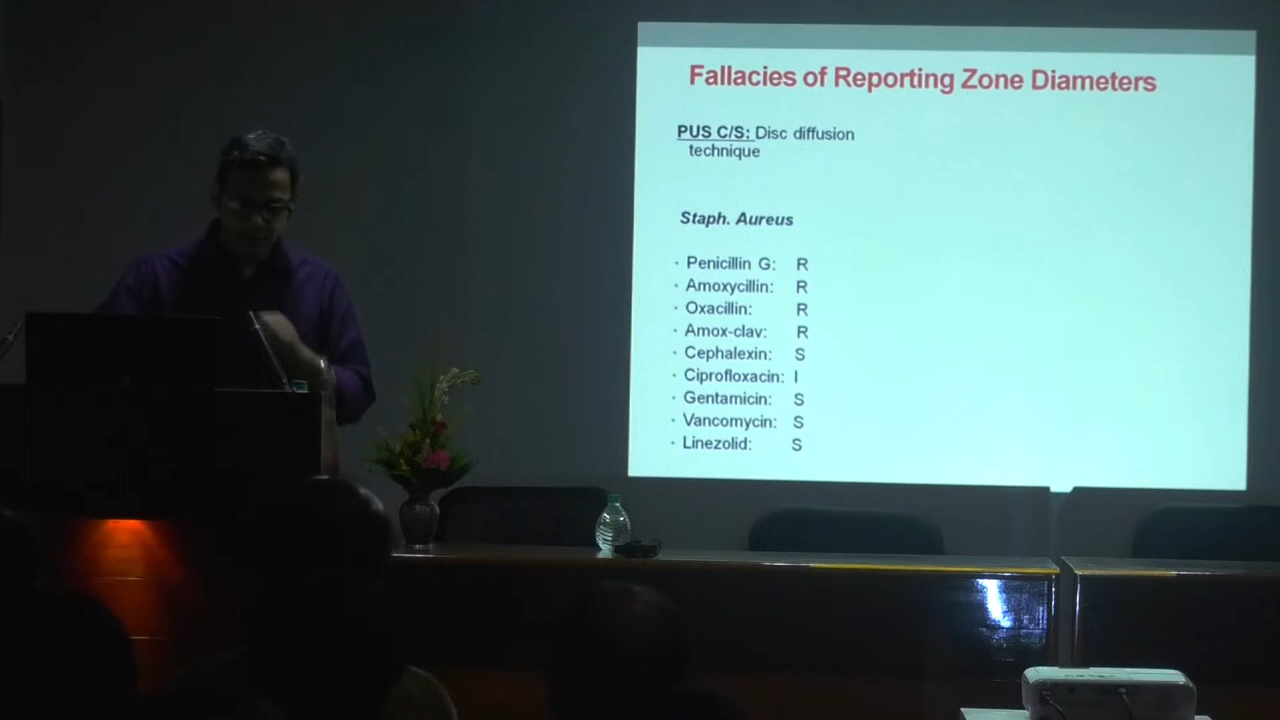 Fallacies of Reporting Zone Diameters
PUS C/S: Disc diffusion
technique
Staph. Aureus
· Penicillin G: R
· Amoxycillin: R
· Oxacillin: R
· Amox-clav: R
· Cephalexin: S
· Ciprofloxacin: I
· Gentamicin: S
· Vancomycin: S
· Linezolid: S